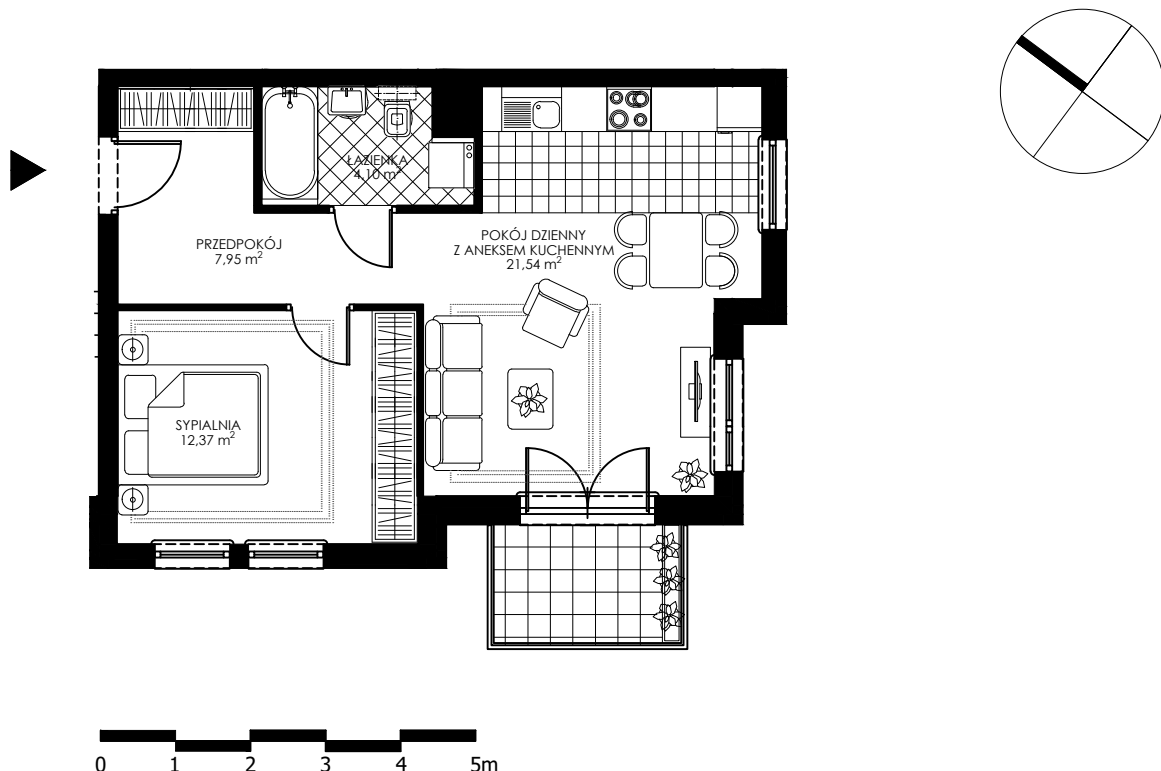 ŁAZIENKA
4,10 m²
PRZEDPOKÓJ
7,95 m²
POKÓJ DZIENNY
Z ANEKSEM KUCHENNYM
21,54 m²
SYPIALNIA
12,37 m²
0 1 2 3 4 5m